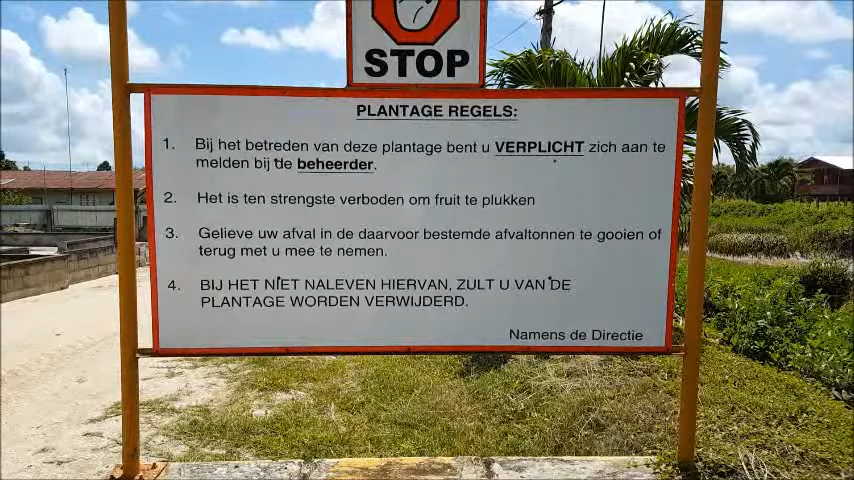 STOP
PLANTAGE REGELS:
1. Bij het betreden van deze plantage bent u VERPLICHT zich aan te
melden bij de beheerder.
2. Het is ten strengste verboden om fruit te plukken
3. Gelieve uw afval in de daarvoor bestemde afvaltonnen te gooien of
terug met u mee te nemen.
4. BIJ HET NIET NALEVEN HIERVAN, ZULT U VAN DE
PLANTAGE WORDEN VERWIJDERD.
Namens de Directie